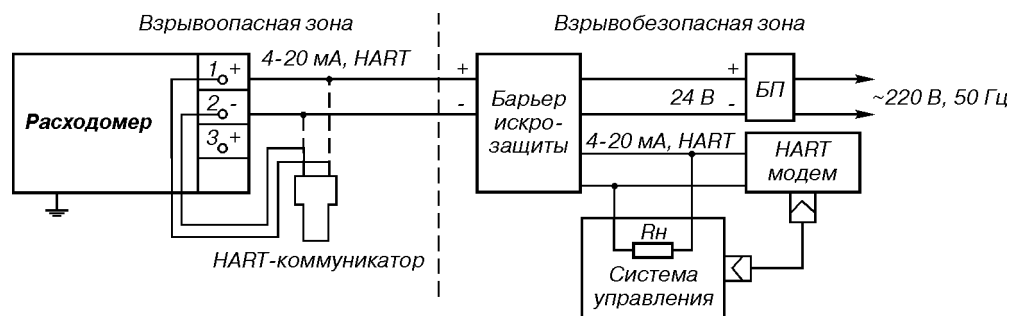 Взрывоопасная зона
Взрывобезопасная зона
1 +
4-20 мА, HART
+
+
2 -
-
24 В
-
БП
~220 В, 50 Гц
Расходомер
Барьер
искро-
защиты
3 +
4-20 мА, HART
HART
модем
Rн
HART-коммуникатор
Система
управления